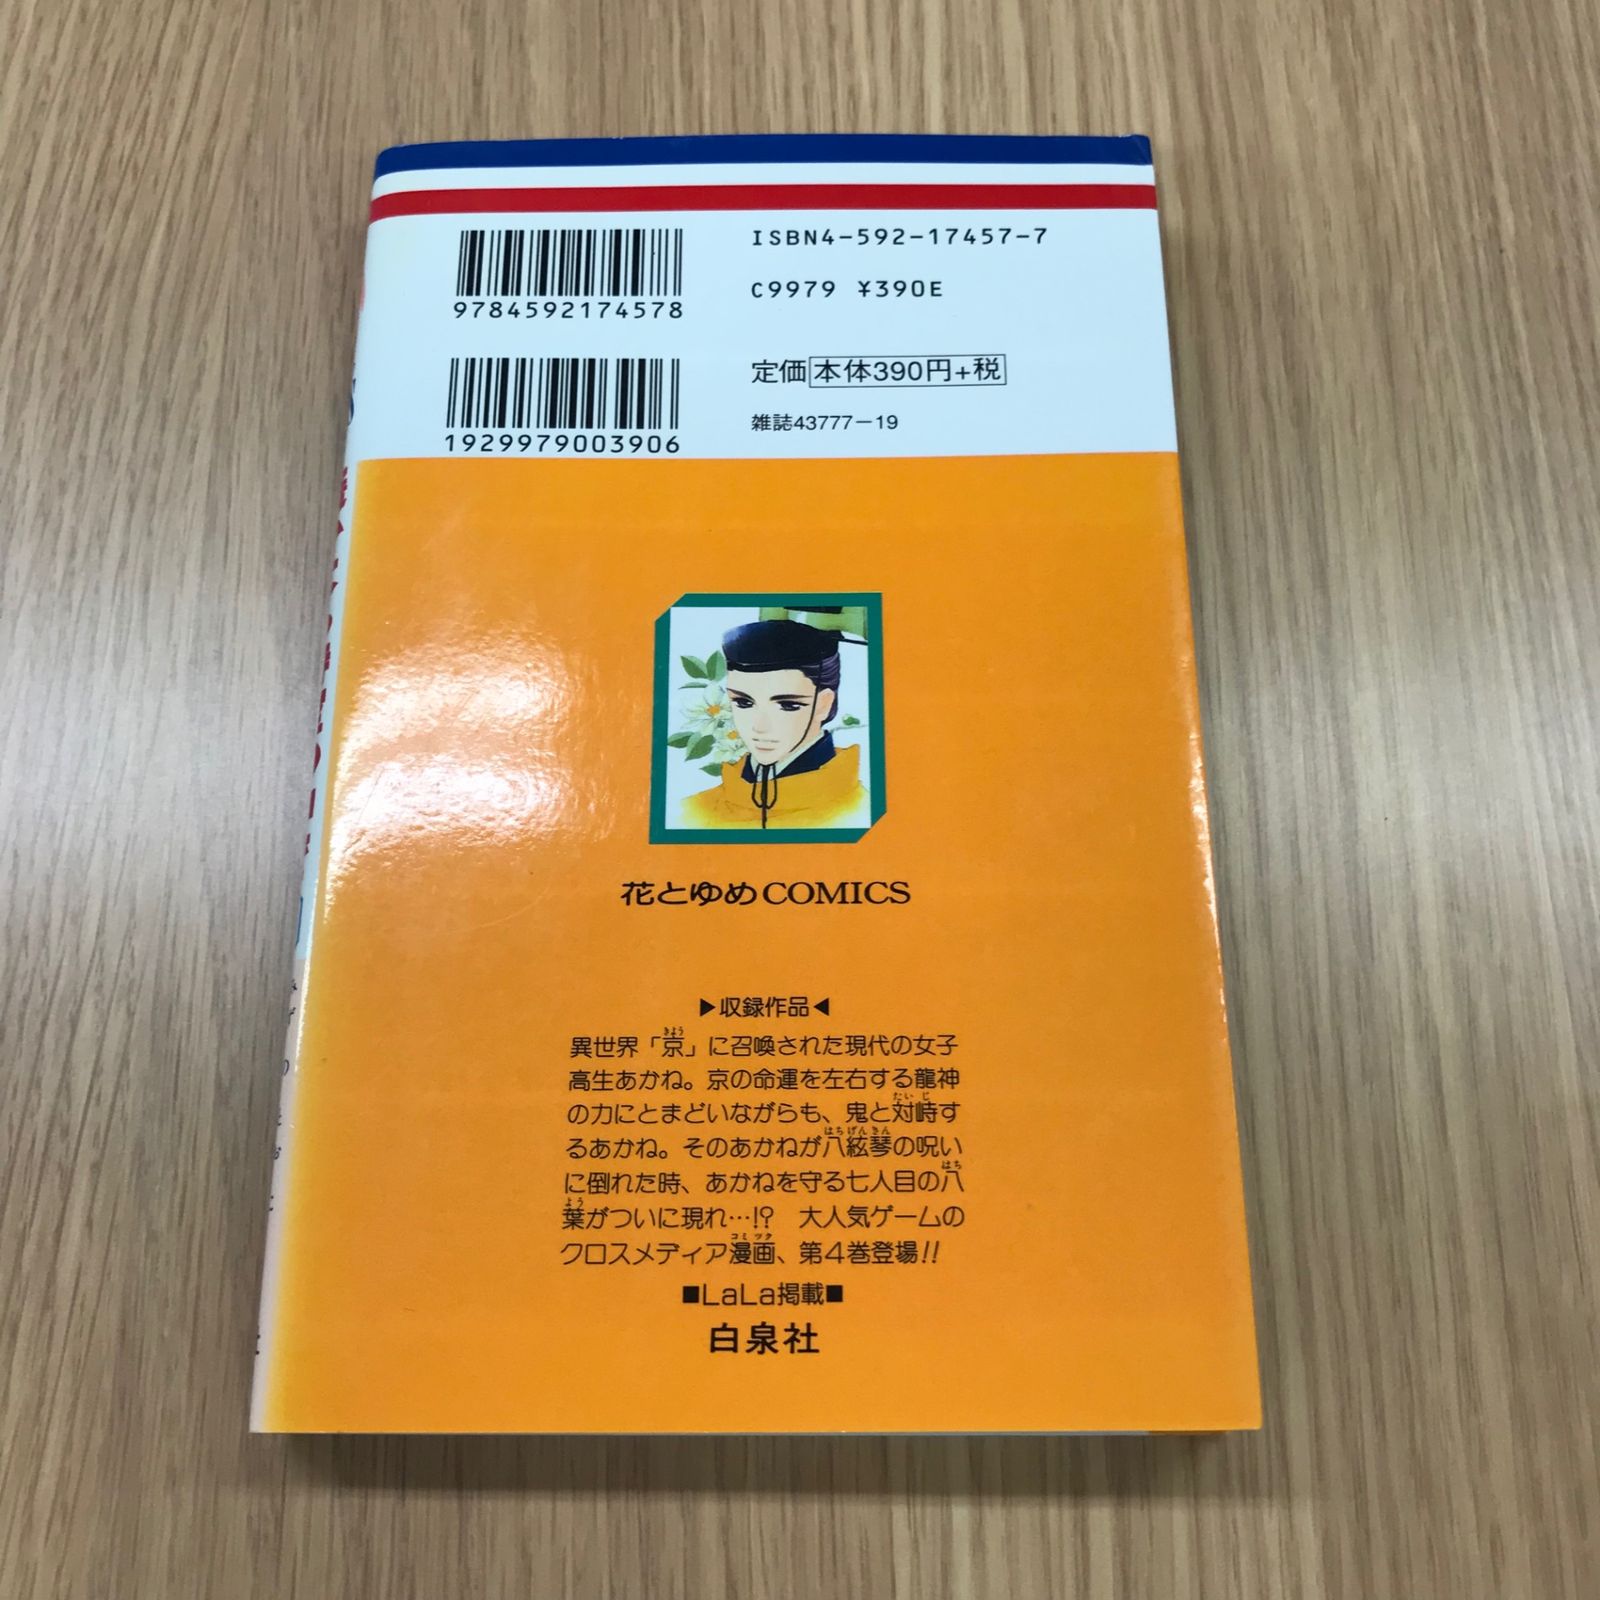 ISBN4-592-17457-7
9784592174578
C9979 ¥390E
定価 本体390円+税
1929979003906
雑誌43777-19
花とゆめCOMICS
▶収録作品◀
異世界「京」に召喚された現代の女子
高生あかね。京の命運を左右する龍神
の力にとまどいながらも、鬼と対峙す
るあかね。そのあかねが八絃琴の呪い
に倒れた時、あかねを守る七人目の八
葉がついに現れ…!? 大人気ゲームの
クロスメディア漫画、第4巻登場!!
■LaLa掲載■
白泉社